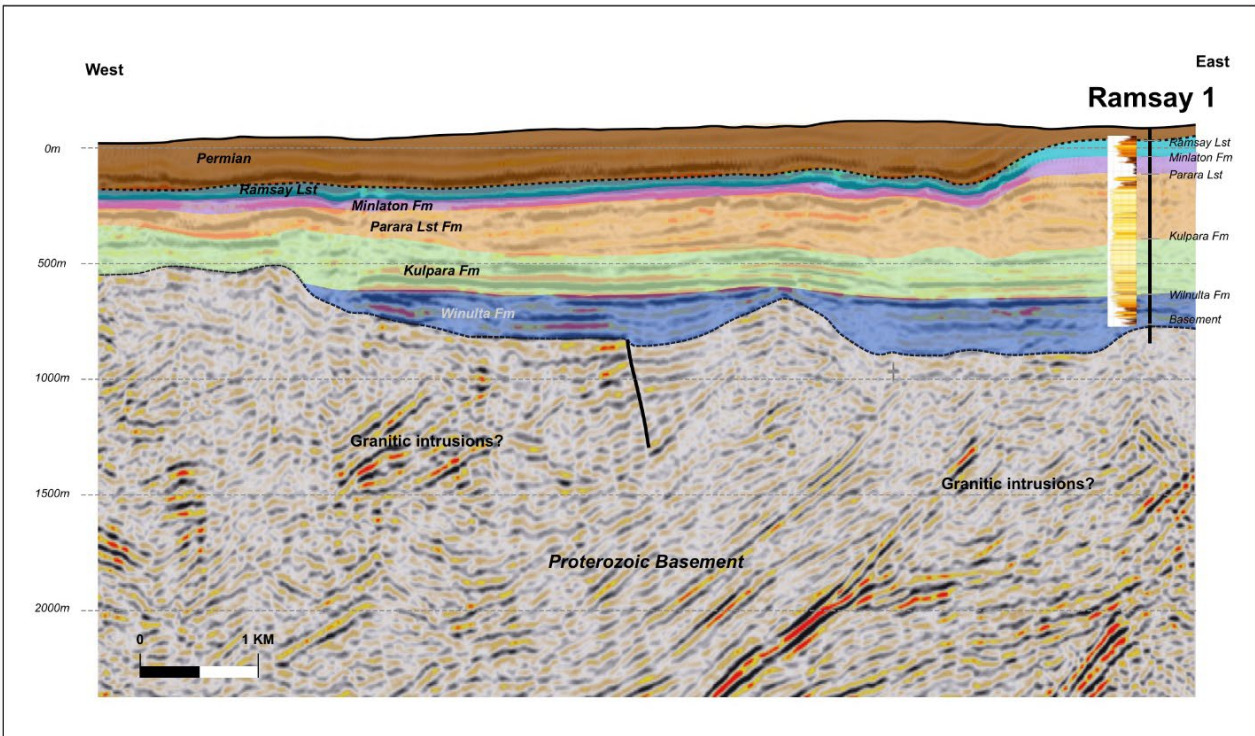 West
East
Ramsay 1
0m
Permian
Ramsay Lst
Minlaton Fm
Parara Lst
Ramsay Lst
Minlaton Fm
Parara Lst Fm
Kulpara Fm
500m
Kulpara Fm
Wilnulta Fm
Winulta Fm
Basement
1000m
Granitic intrusions?
Granitic intrusions?
1500m
Proterozoic Basement
2000m
0 1 KM